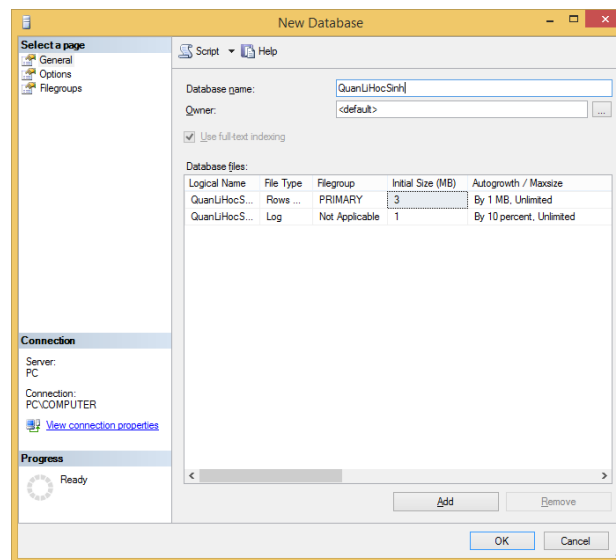 New Database
Select a page
General
Options
Filegroups
Script Help
Database name: QuanLiHocSinh
Owner: <default> ...
Use full-text indexing
Database files:
Logical Name File Type Filegroup Initial Size (MB) Autogrowth / Maxsize
QuanLiHocS... Rows ... PRIMARY 3 By 1 MB, Unlimited
QuanLiHocS... Log Not Applicable 1 By 10 percent, Unlimited
Connection
Server:
PC
Connection:
PC\COMPUTER
View connection properties
Progress
Ready
Add Remove
OK Cancel